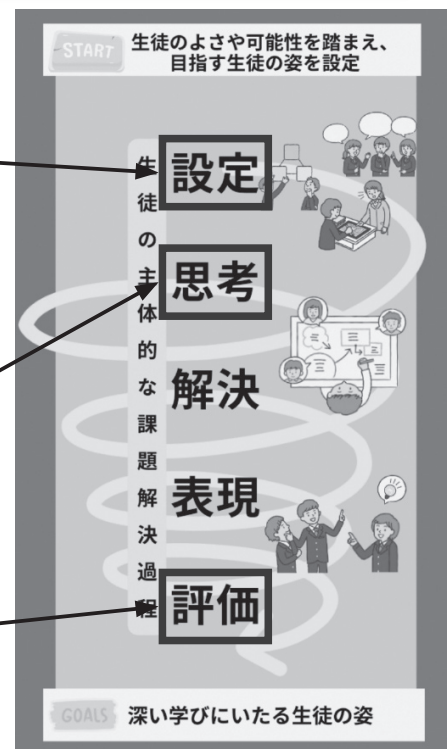 START
生徒のよさや可能性を踏まえ、
目指す生徒の姿を設定
生徒の主体的な課題解決過程
設定
思考
解決
表現
評価
GOALS
深い学びにいたる生徒の姿